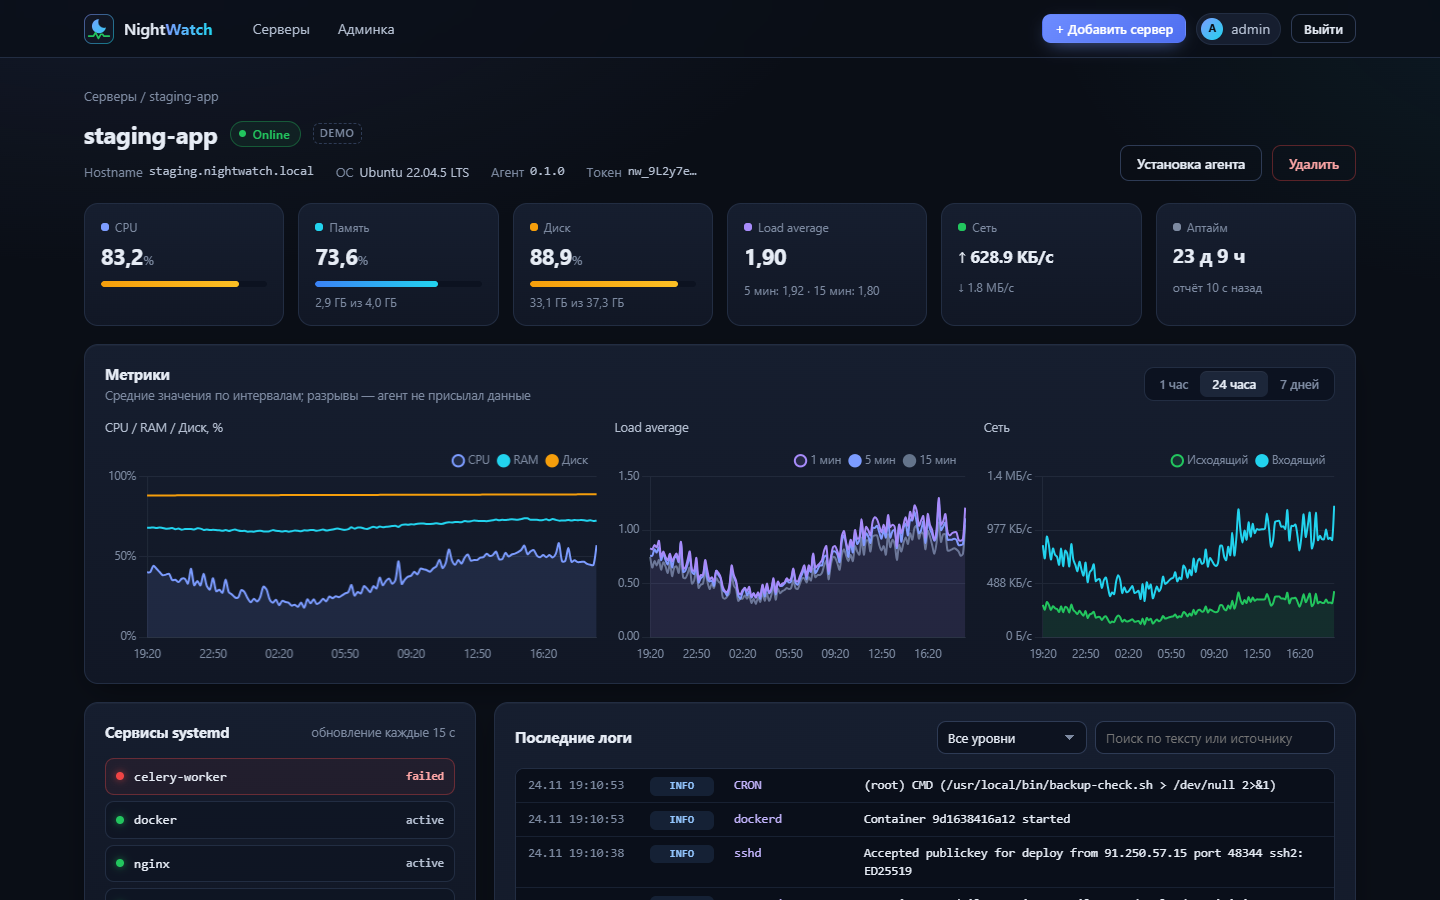 NightWatch
Серверы
Админка
+ Добавить сервер
A
admin
Выйти
Серверы / staging-app
staging-app
Online
DEMO
Hostname staging.nightwatch.local
ОС Ubuntu 22.04.5 LTS
Агент 0.1.0
Токен nw_9L2y7e…
Установка агента
Удалить
CPU
83,2%
Память
73,6%
2,9 ГБ из 4,0 ГБ
Диск
88,9%
33,1 ГБ из 37,3 ГБ
Load average
1,90
5 мин: 1,92 · 15 мин: 1,80
Сеть
↑ 628.9 КБ/с
↓ 1.8 МБ/с
Аптайм
23 д 9 ч
отчёт 10 с назад
Метрики
Средние значения по интервалам; разрывы — агент не присылал данные
1 час
24 часа
7 дней
CPU / RAM / Диск, %
CPU RAM Диск
100%
50%
0%
19:20 22:50 02:20 05:50 09:20 12:50 16:20
Load average
1 мин 5 мин 15 мин
1.50
1.00
0.50
0.00
19:20 22:50 02:20 05:50 09:20 12:50 16:20
Сеть
Исходящий Входящий
1.4 МБ/с
977 КБ/с
488 КБ/с
0 Б/с
19:20 22:50 02:20 05:50 09:20 12:50 16:20
Сервисы systemd
обновление каждые 15 с
celery-worker failed
docker active
nginx active
Последние логи
Все уровни
Поиск по тексту или источнику
24.11 19:10:53 INFO CRON (root) CMD (/usr/local/bin/backup-check.sh > /dev/null 2>&1)
24.11 19:10:53 INFO dockerd Container 9d1638416a12 started
24.11 19:10:38 INFO sshd Accepted publickey for deploy from 91.250.57.15 port 48344 ssh2:
ED25519